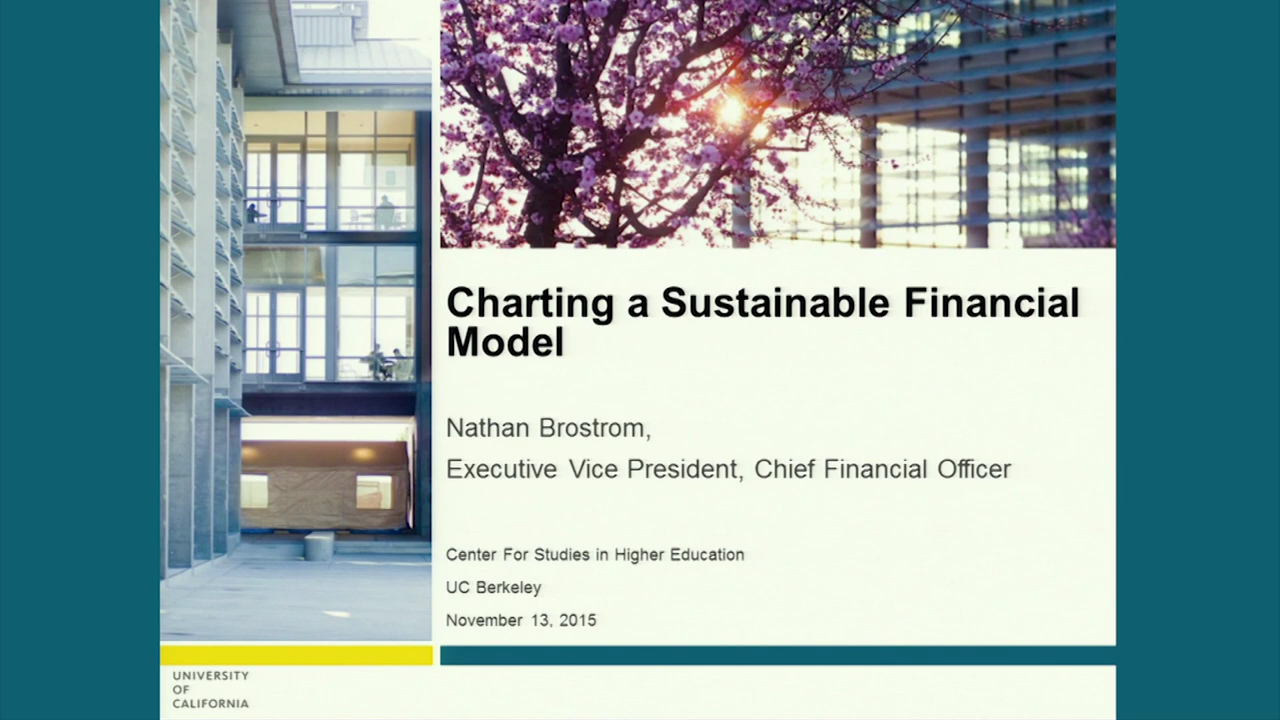 Charting a Sustainable Financial
Model
Nathan Brostrom,
Executive Vice President, Chief Financial Officer
Center For Studies in Higher Education
UC Berkeley
November 13, 2015
UNIVERSITY
OF
CALIFORNIA